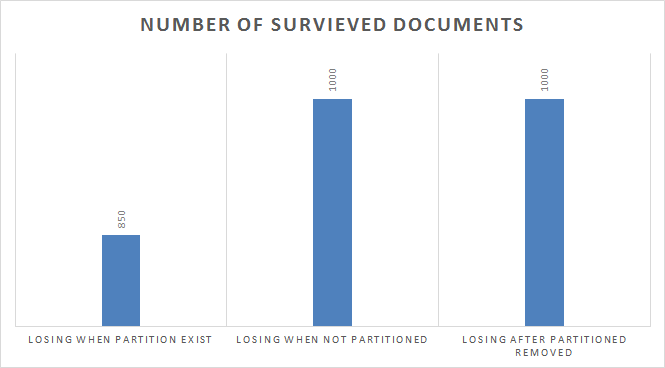 NUMBER OF SURVIEVED DOCUMENTS
850
1000
1000
LOSING WHEN PARTITION EXIST
LOSING WHEN NOT PARTITIONED
LOSING AFTER PARTITIONED
REMOVED